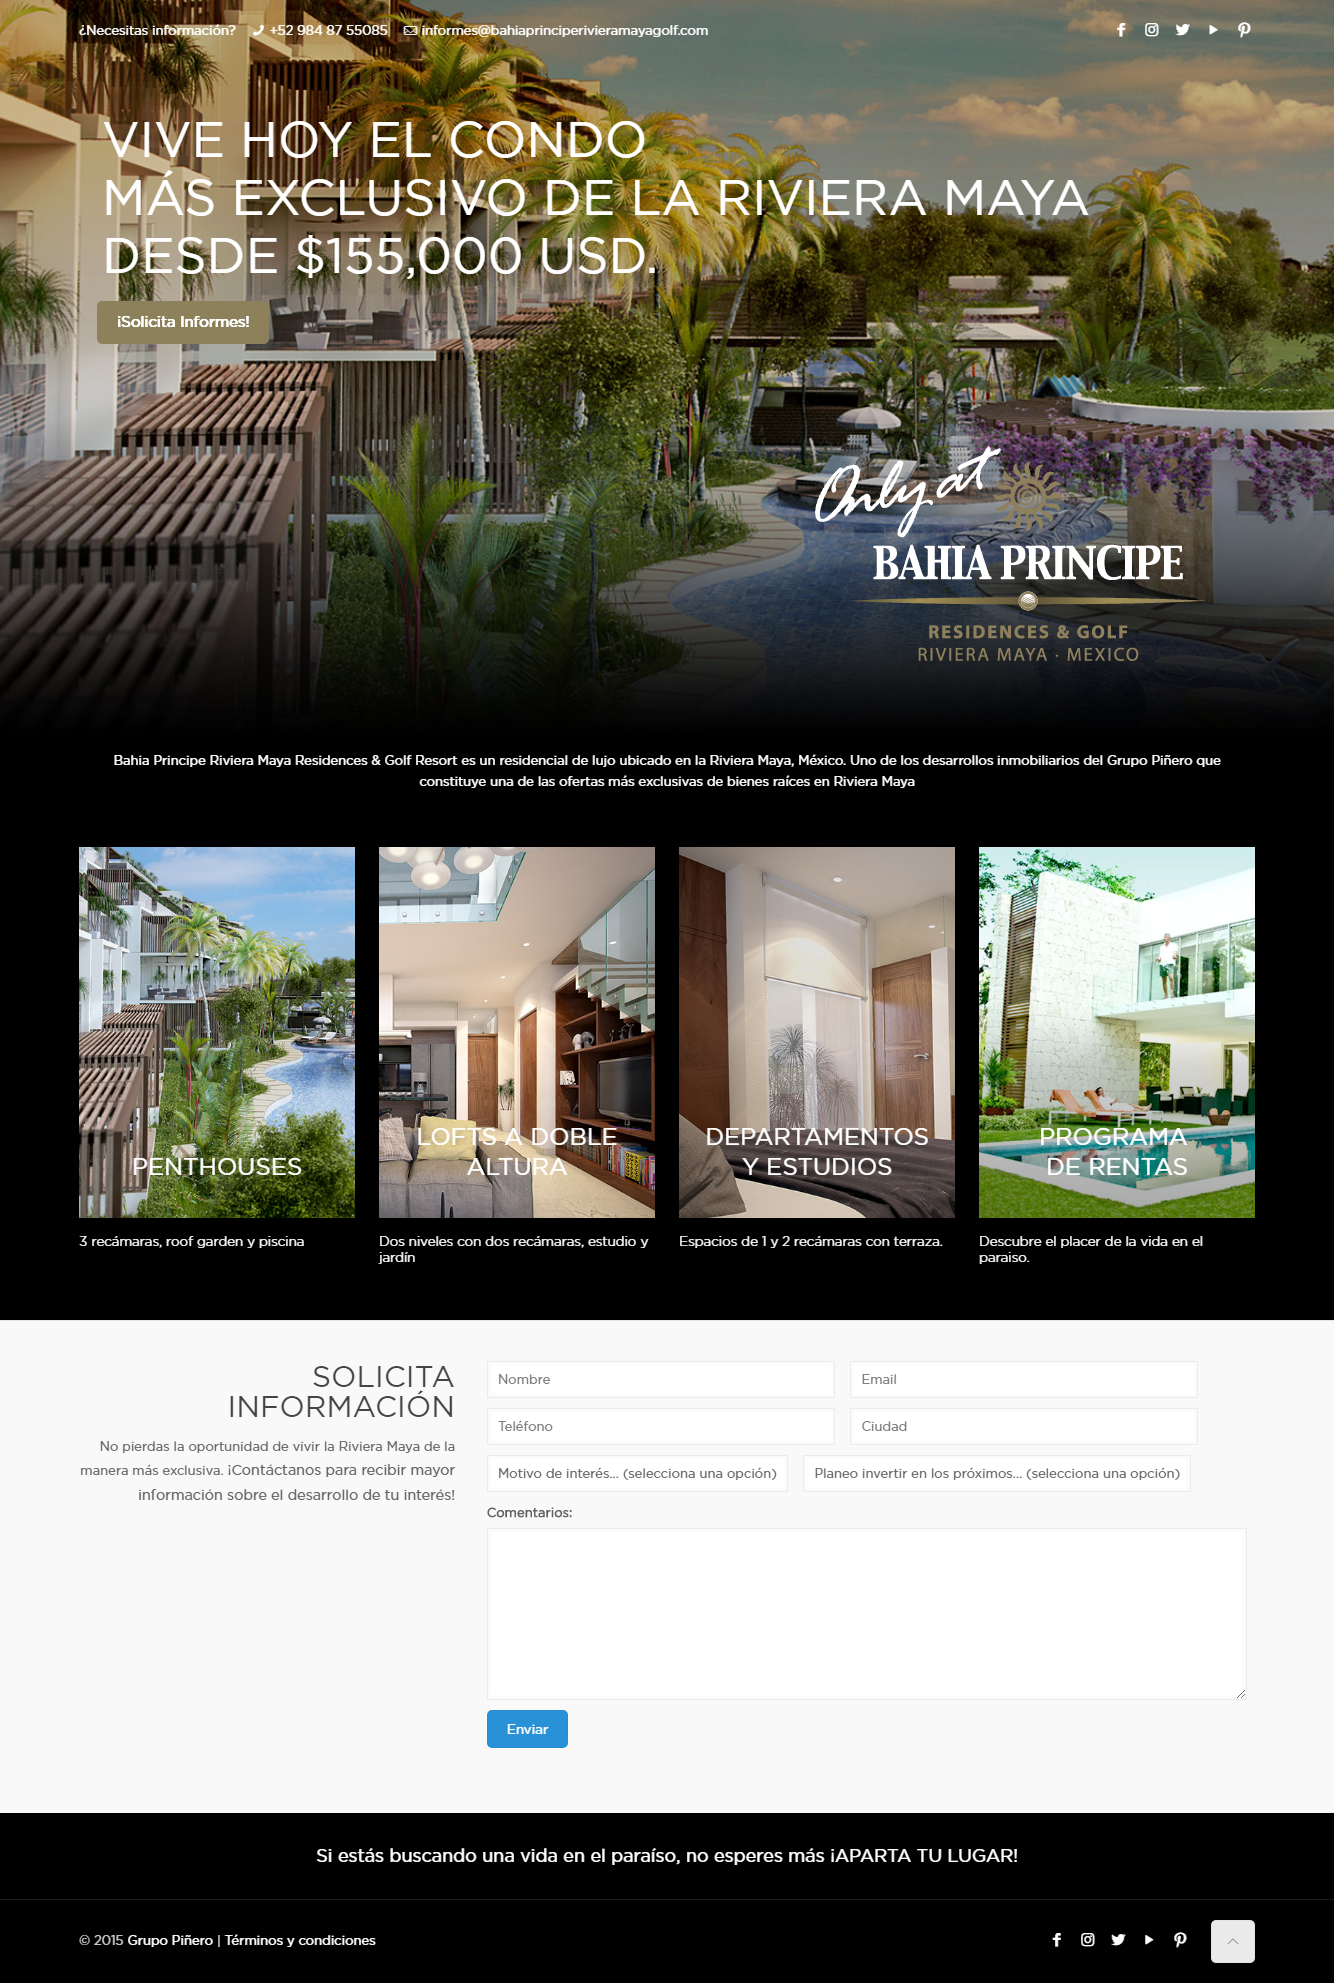 ¿Necesitas información? +52 984 87 55085 informes@bahiaprinciperivieramayagolf.com
VIVE HOY EL CONDO
MÁS EXCLUSIVO DE LA RIVIERA MAYA
DESDE $155,000 USD.
¡Solicita Informes!
Only at
BAHIA PRINCIPE
RESIDENCES & GOLF
RIVIERA MAYA · MEXICO
Bahia Principe Riviera Maya Residences & Golf Resort es un residencial de lujo ubicado en la Riviera Maya, México. Uno de los desarrollos inmobiliarios del Grupo Piñero que
constituye una de las ofertas más exclusivas de bienes raíces en Riviera Maya
PENTHOUSES
3 recámaras, roof garden y piscina
LOFTS A DOBLE
ALTURA
Dos niveles con dos recámaras, estudio y
jardín
DEPARTAMENTOS
Y ESTUDIOS
Espacios de 1 y 2 recámaras con terraza.
PROGRAMA
DE RENTAS
Descubre el placer de la vida en el
paraiso.
SOLICITA
INFORMACIÓN
No pierdas la oportunidad de vivir la Riviera Maya de la
manera más exclusiva. ¡Contáctanos para recibir mayor
información sobre el desarrollo de tu interés!
Nombre Email
Teléfono Ciudad
Motivo de interés... (selecciona una opción) Planeo invertir en los próximos... (selecciona una opción)
Comentarios:
Enviar
Si estás buscando una vida en el paraíso, no esperes más ¡APARTA TU LUGAR!
© 2015 Grupo Piñero | Términos y condiciones